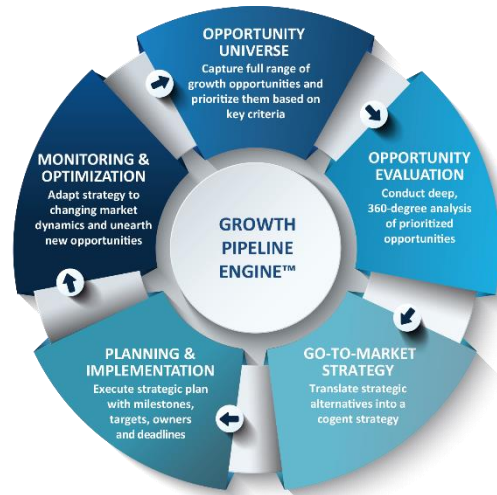 OPPORTUNITY
UNIVERSE
Capture full range of
growth opportunities and
prioritize them based on
key criteria
OPPORTUNITY
EVALUATION
Conduct deep,
360-degree analysis
of prioritized
opportunities
GO-TO-MARKET
STRATEGY
Translate strategic
alternatives into a
cogent strategy
PLANNING &
IMPLEMENTATION
Execute strategic plan
with milestones,
targets, owners
and deadlines
MONITORING &
OPTIMIZATION
Adapt strategy to
changing market
dynamics and unearth
new opportunities
GROWTH
PIPELINE
ENGINE™